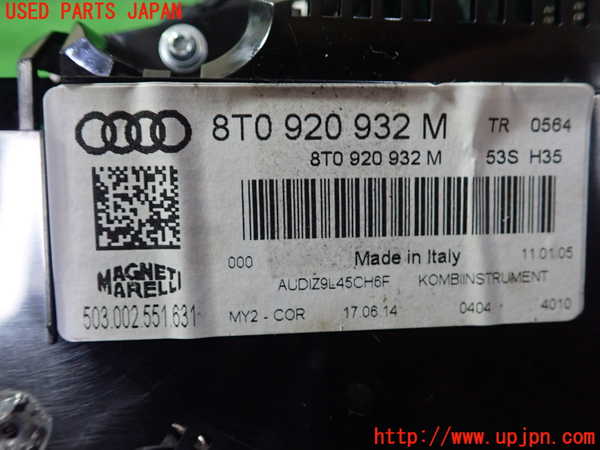 USED PARTS JAPAN
8T0 920 932 M TR 0564
8T0 920 932 M 53S H35
000 Made in Italy 11.01.05
MAGNETI MARELLI
AUDIZ9L45CH6F KOMBIINSTRUMENT
503.002.551.631 MY2 - COR 17.06.14 0404 4010
http://www.upjpn.com/